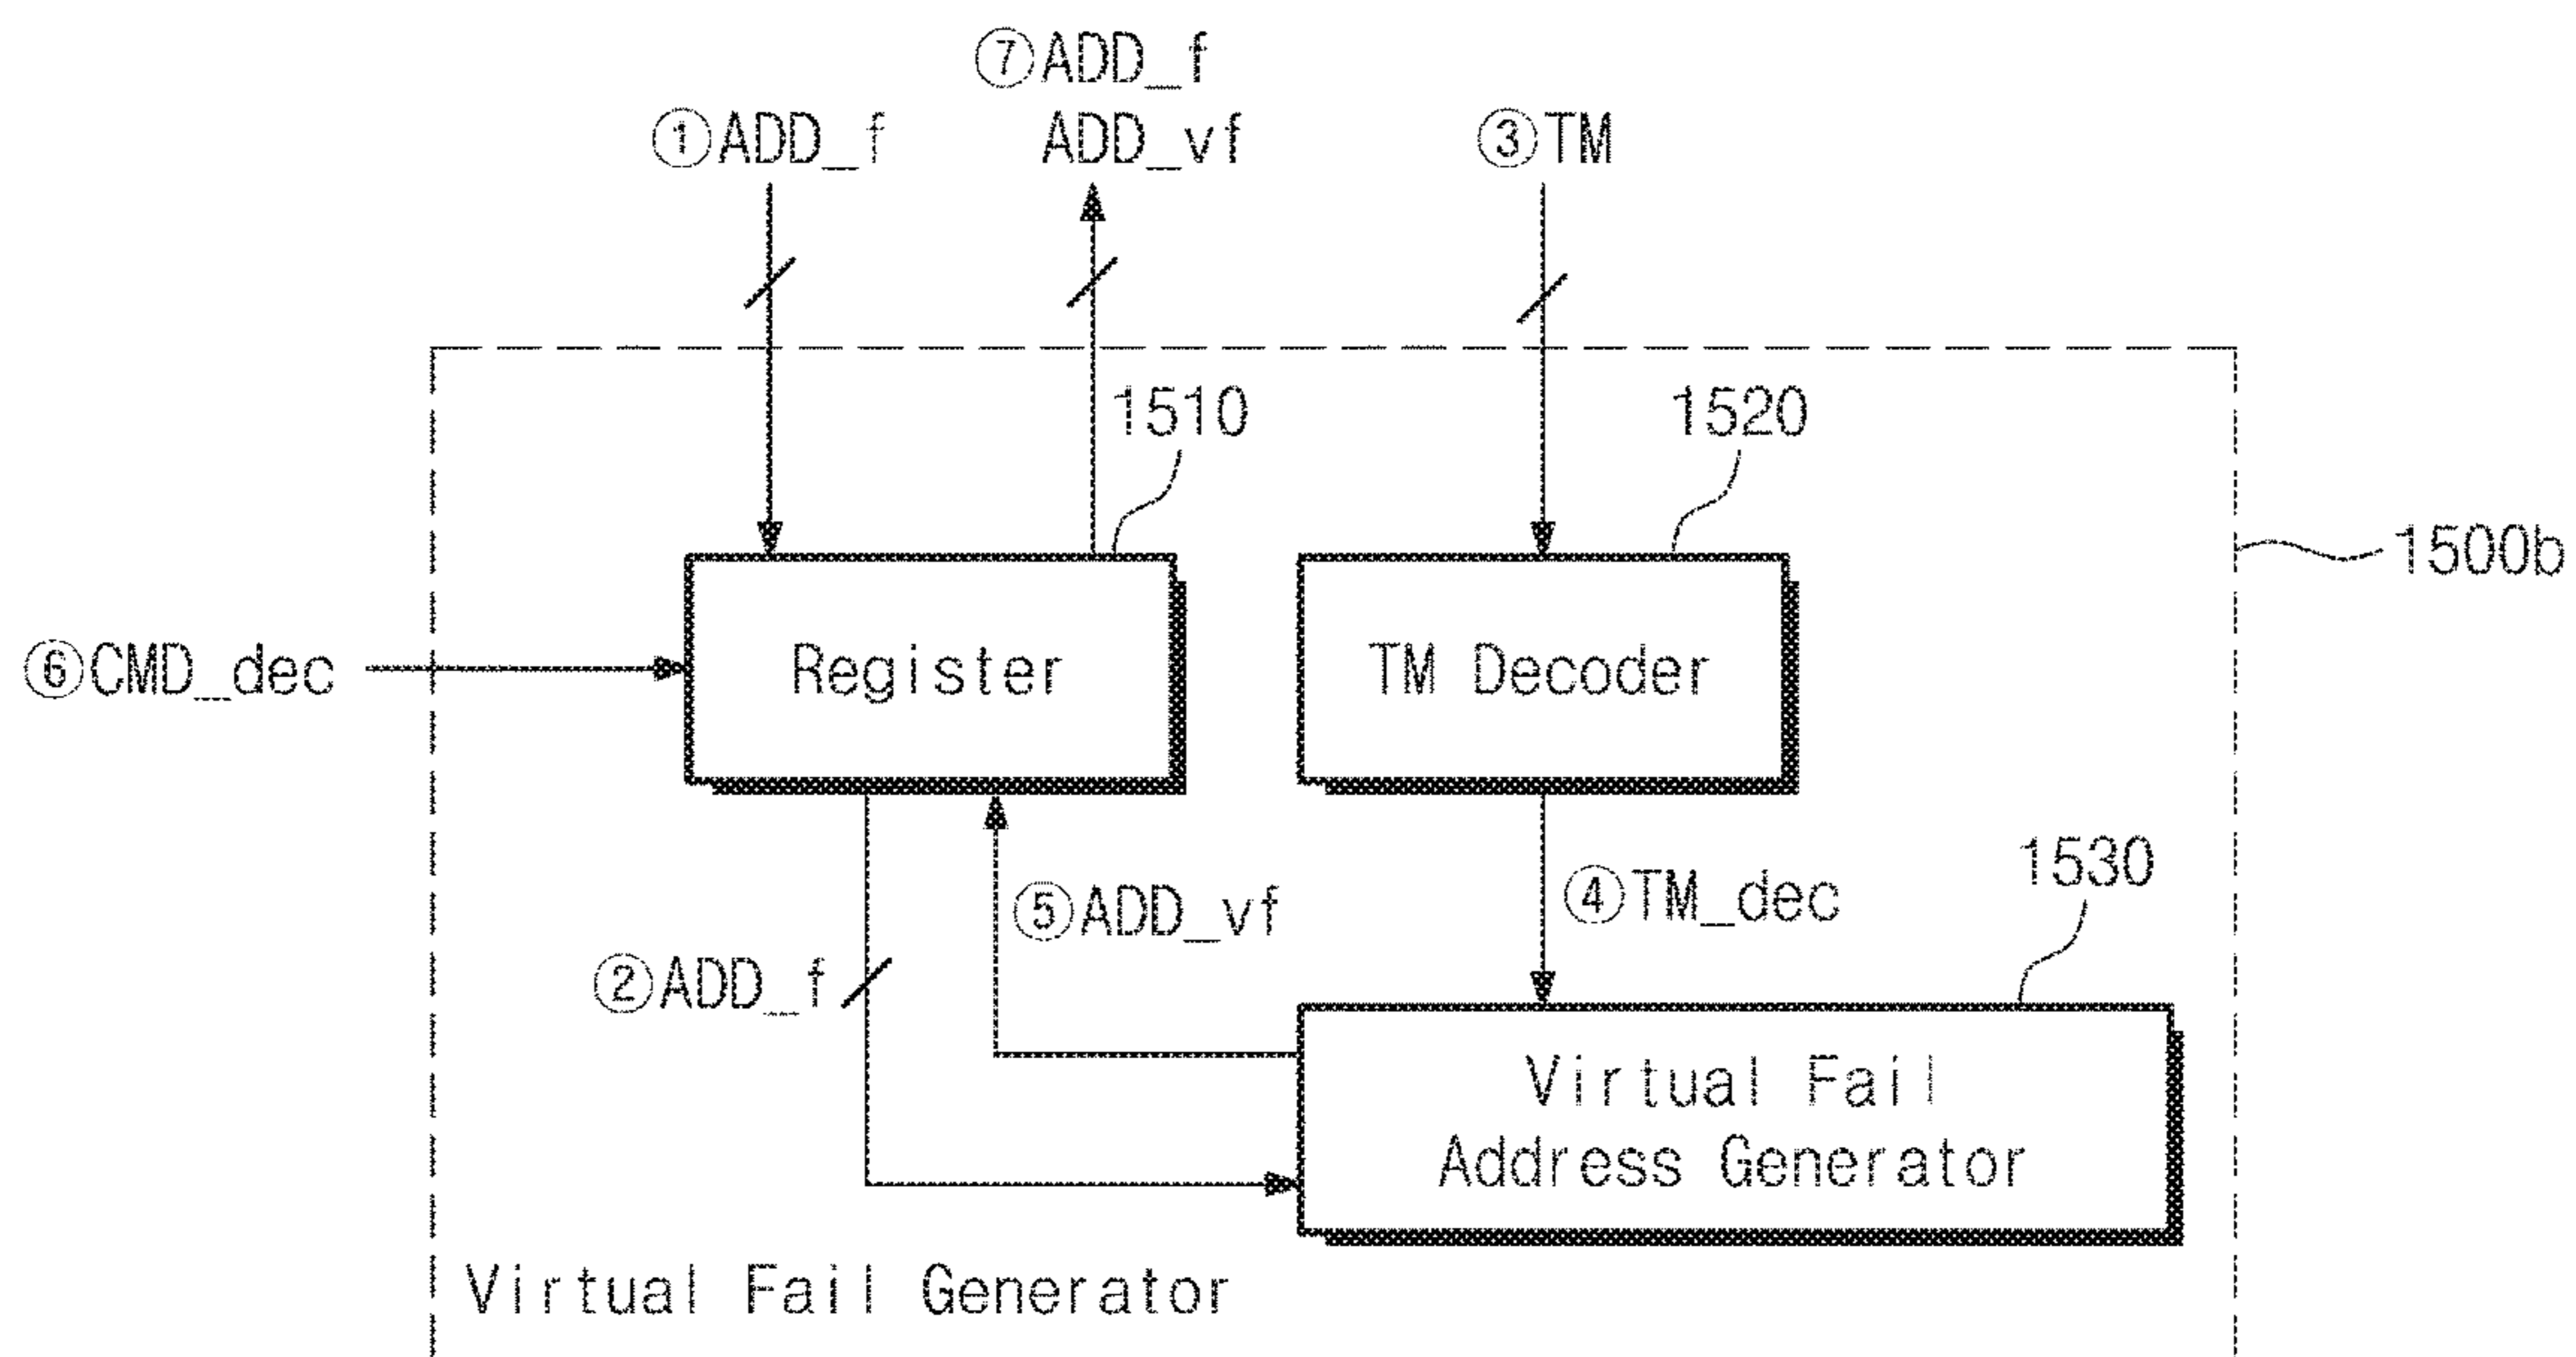 ⑦ADD_f
①ADD_f
ADD_vf
③TM
1510
1520
1500b
⑥CMD_dec
Register
TM Decoder
1530
④TM_dec
⑤ADD_vf
②ADD_f
Virtual Fail
Address Generator
Virtual Fail Generator